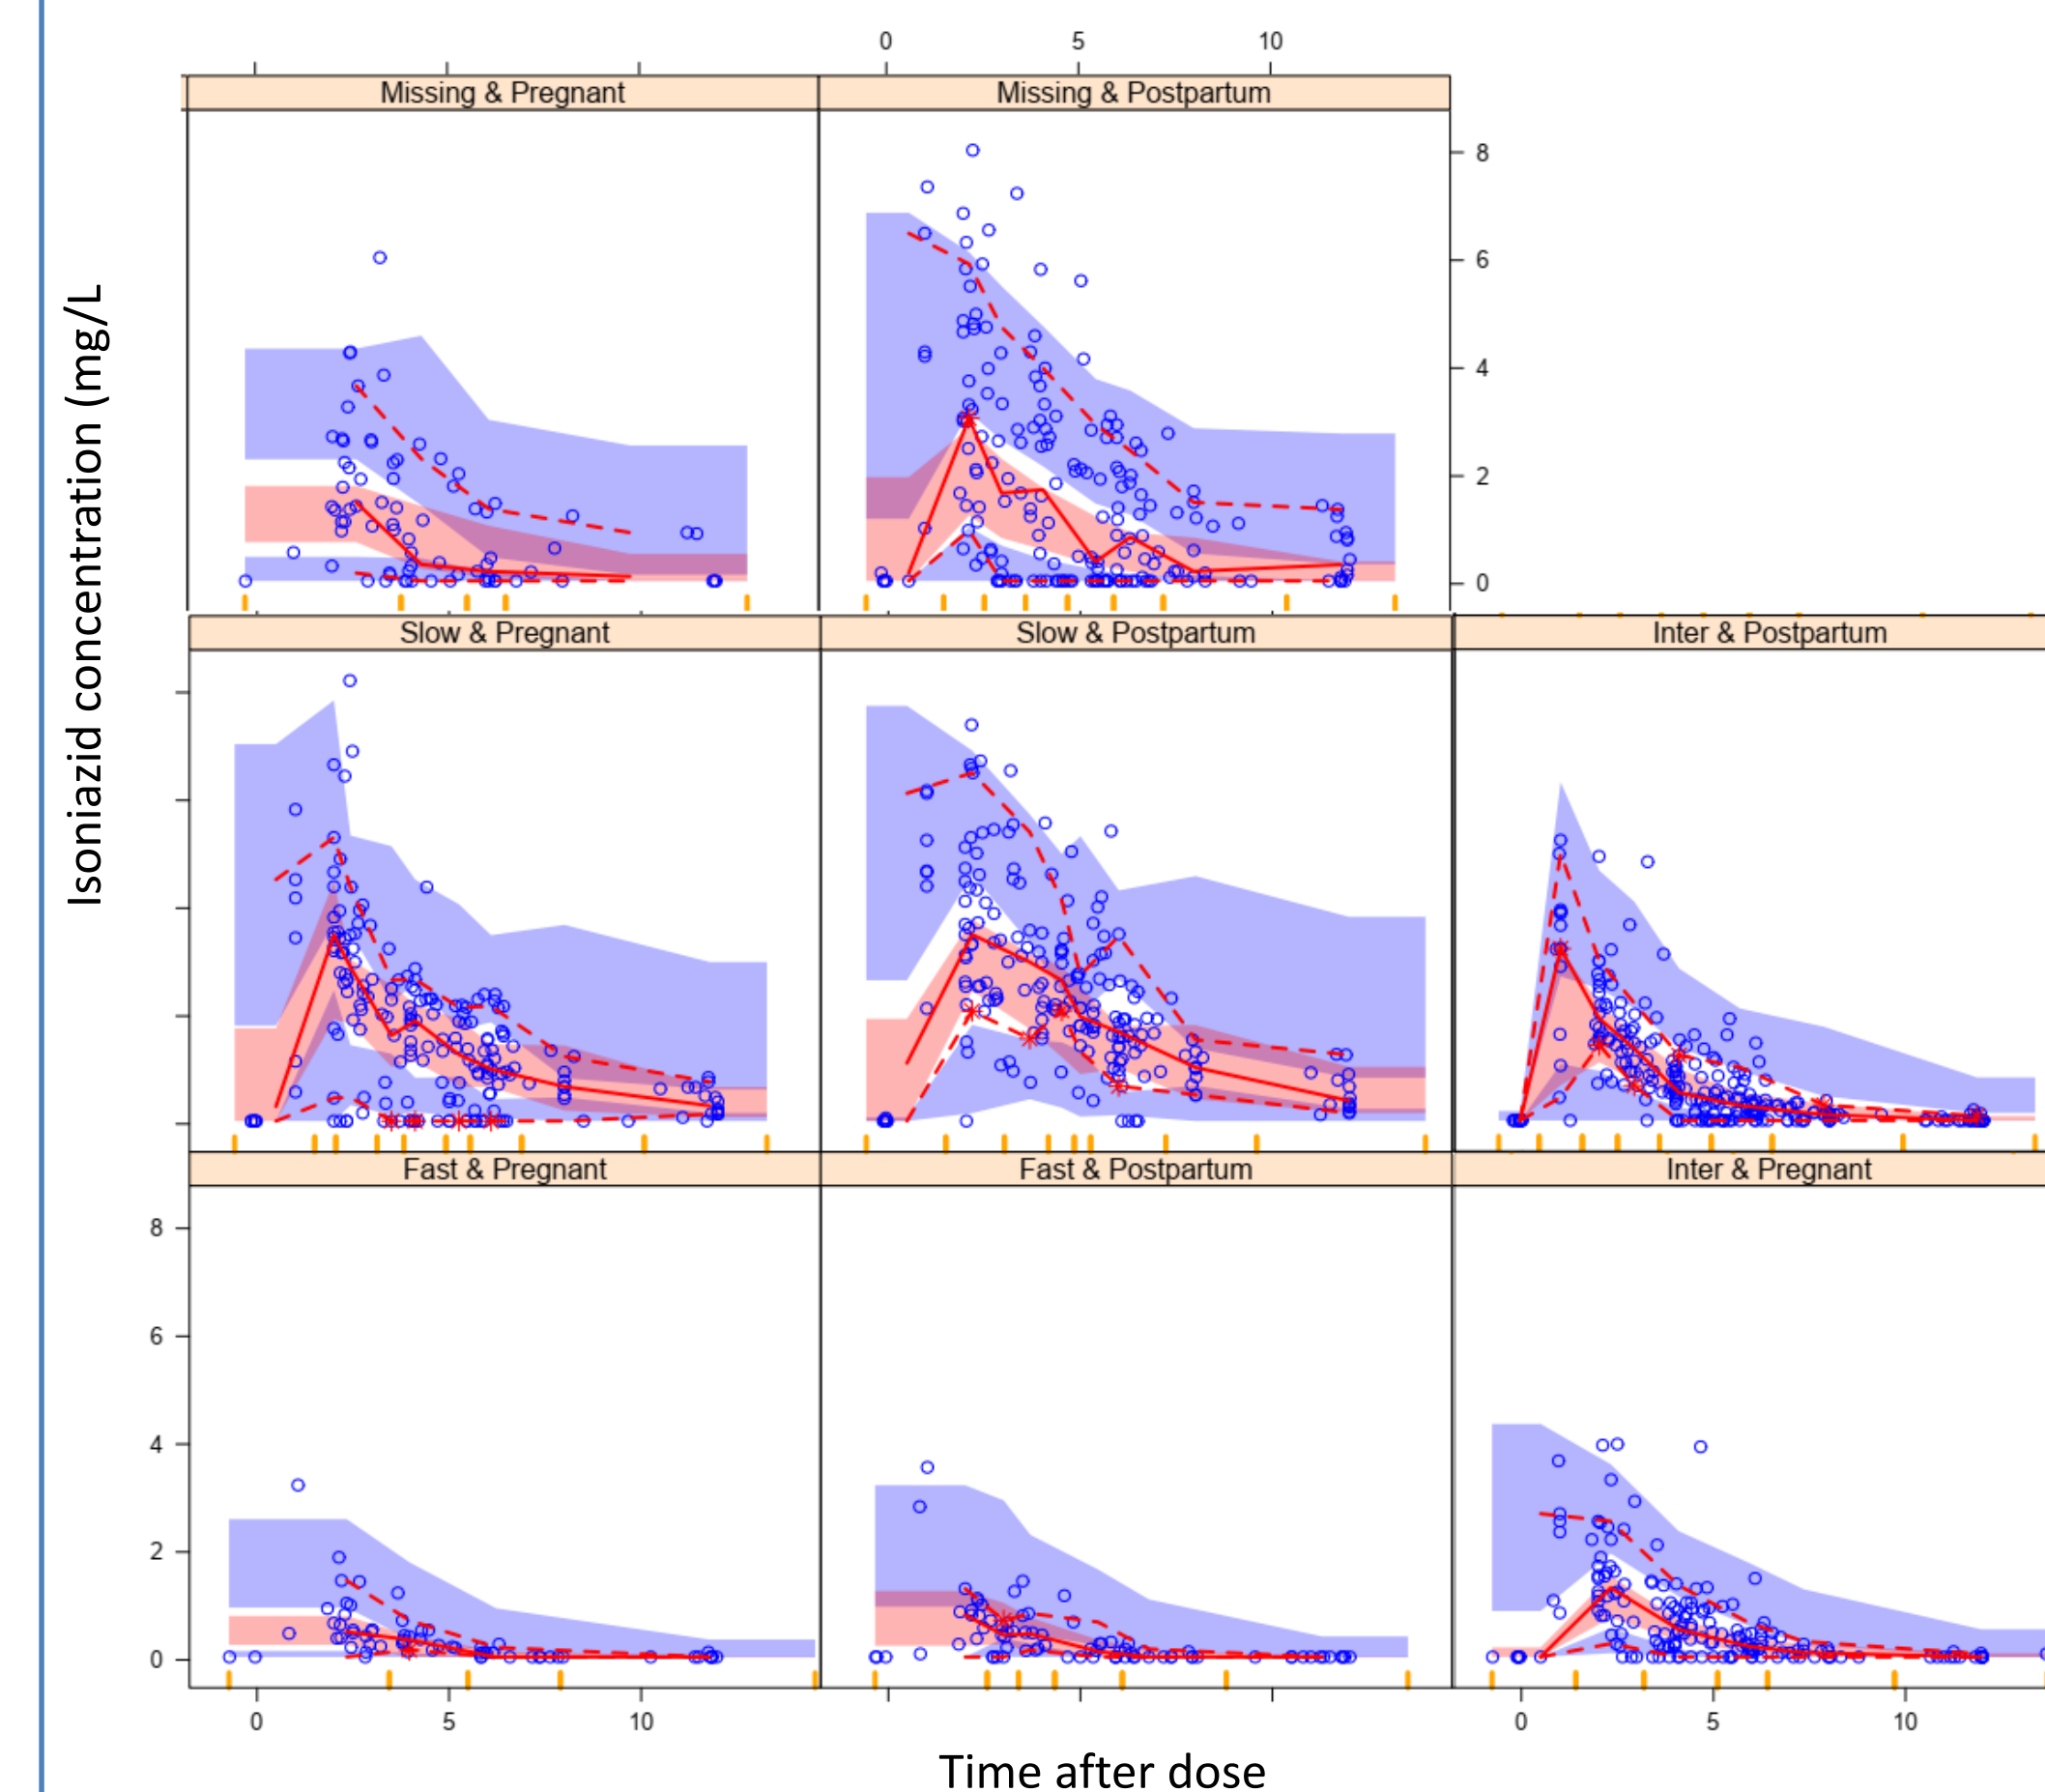 0 5 10
Missing & Pregnant Missing & Postpartum
8
6
4
2
0
Isoniazid concentration (mg/L
Slow & Pregnant Slow & Postpartum Inter & Postpartum
Fast & Pregnant Fast & Postpartum Inter & Pregnant
8
6
4
2
0
0 5 10 0 5 10
Time after dose